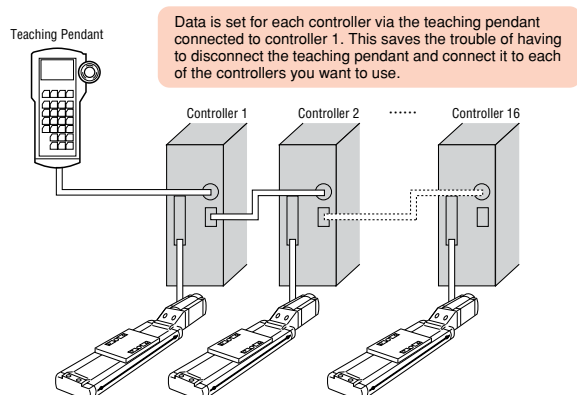 Data is set for each controller via the teaching pendant
connected to controller 1. This saves the trouble of having
to disconnect the teaching pendant and connect it to each
of the controllers you want to use.
Teaching Pendant
Controller 1
Controller 2
······
Controller 16